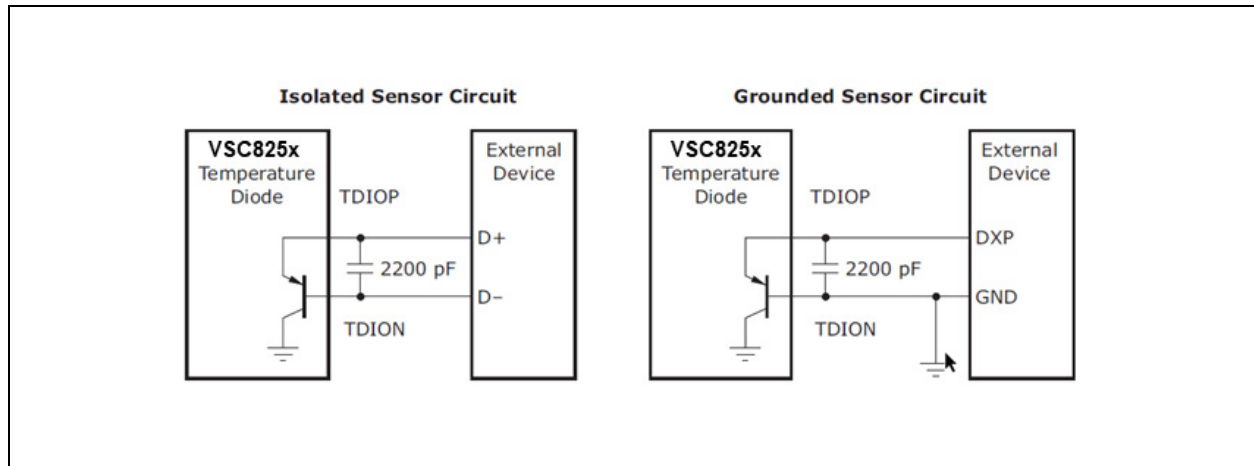 Isolated Sensor Circuit
VSC825x
Temperature
Diode
External
Device
TDIOP
D+
2200 pF
D−
TDION
Grounded Sensor Circuit
VSC825x
Temperature
Diode
External
Device
TDIOP
DXP
2200 pF
GND
TDION